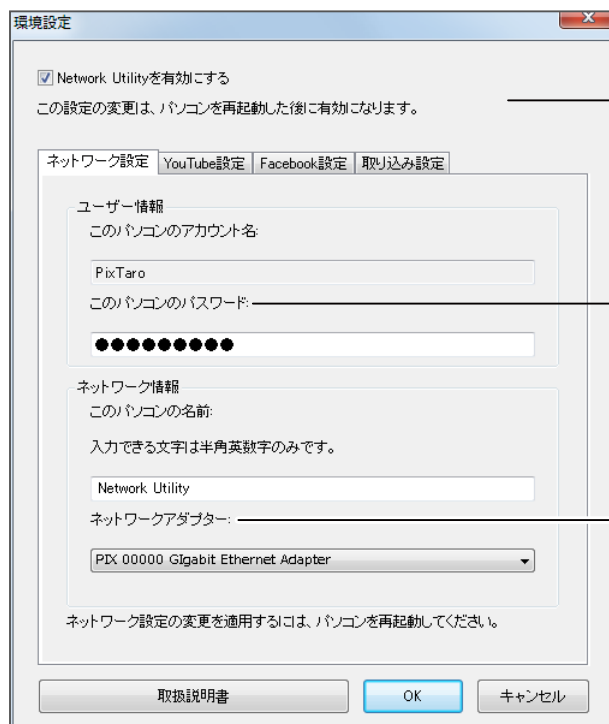 環境設定
Network Utilityを有効にする
この設定の変更は、パソコンを再起動した後に有効になります。
ネットワーク設定 YouTube設定 Facebook設定 取り込み設定
ユーザー情報
このパソコンのアカウント名:
PixTaro
このパソコンのパスワード:
●●●●●●●●●
ネットワーク情報
このパソコンの名前:
入力できる文字は半角英数字のみです。
Network Utility
ネットワークアダプター:
PIX 00000 GIgabit Ethernet Adapter
ネットワーク設定の変更を適用するには、パソコンを再起動してください。
取扱説明書 OK キャンセル